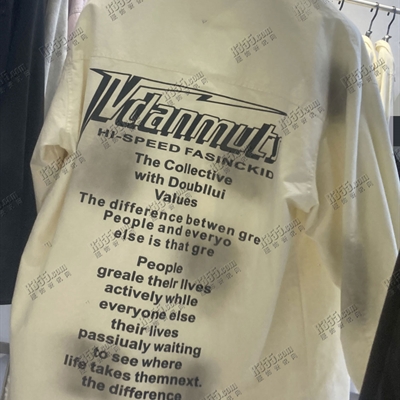 Vdanmuts
HI-SPEED FASINCKID
The Collective
with Doubllui
Values
The difference betwen gre
People and everyo
else is that gre
People
greale their lives
actively while
everyone else
their lives
passiualy waiting
to see where
life takes themnext.
the difference